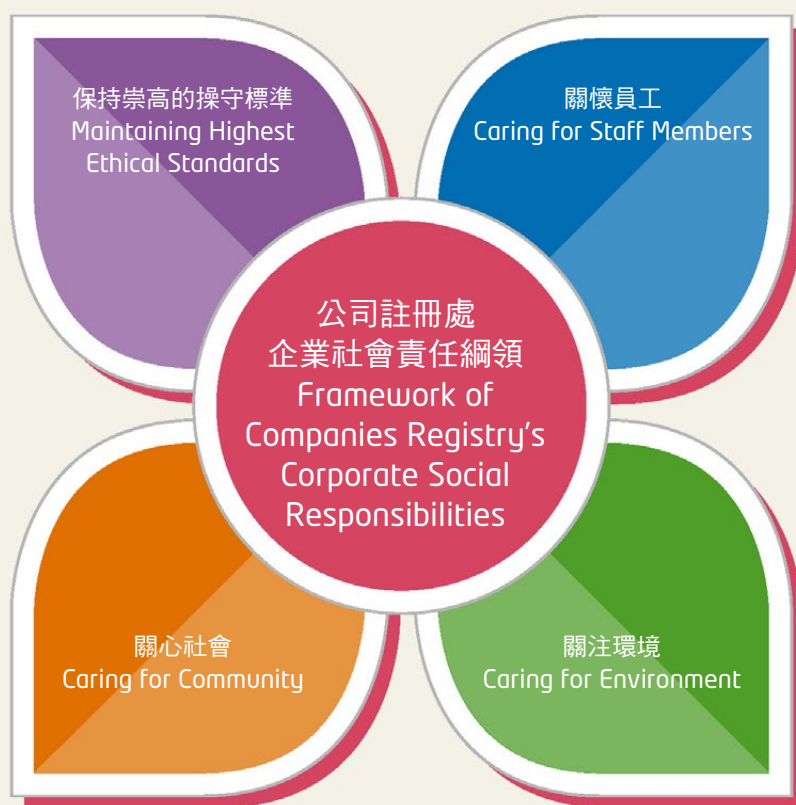 保持崇高的操守標準
Maintaining Highest
Ethical Standards
關懷員工
Caring for Staff Members
公司註冊處
企業社會責任綱領
Framework of
Companies Registry's
Corporate Social
Responsibilities
關心社會
Caring for Community
關注環境
Caring for Environment